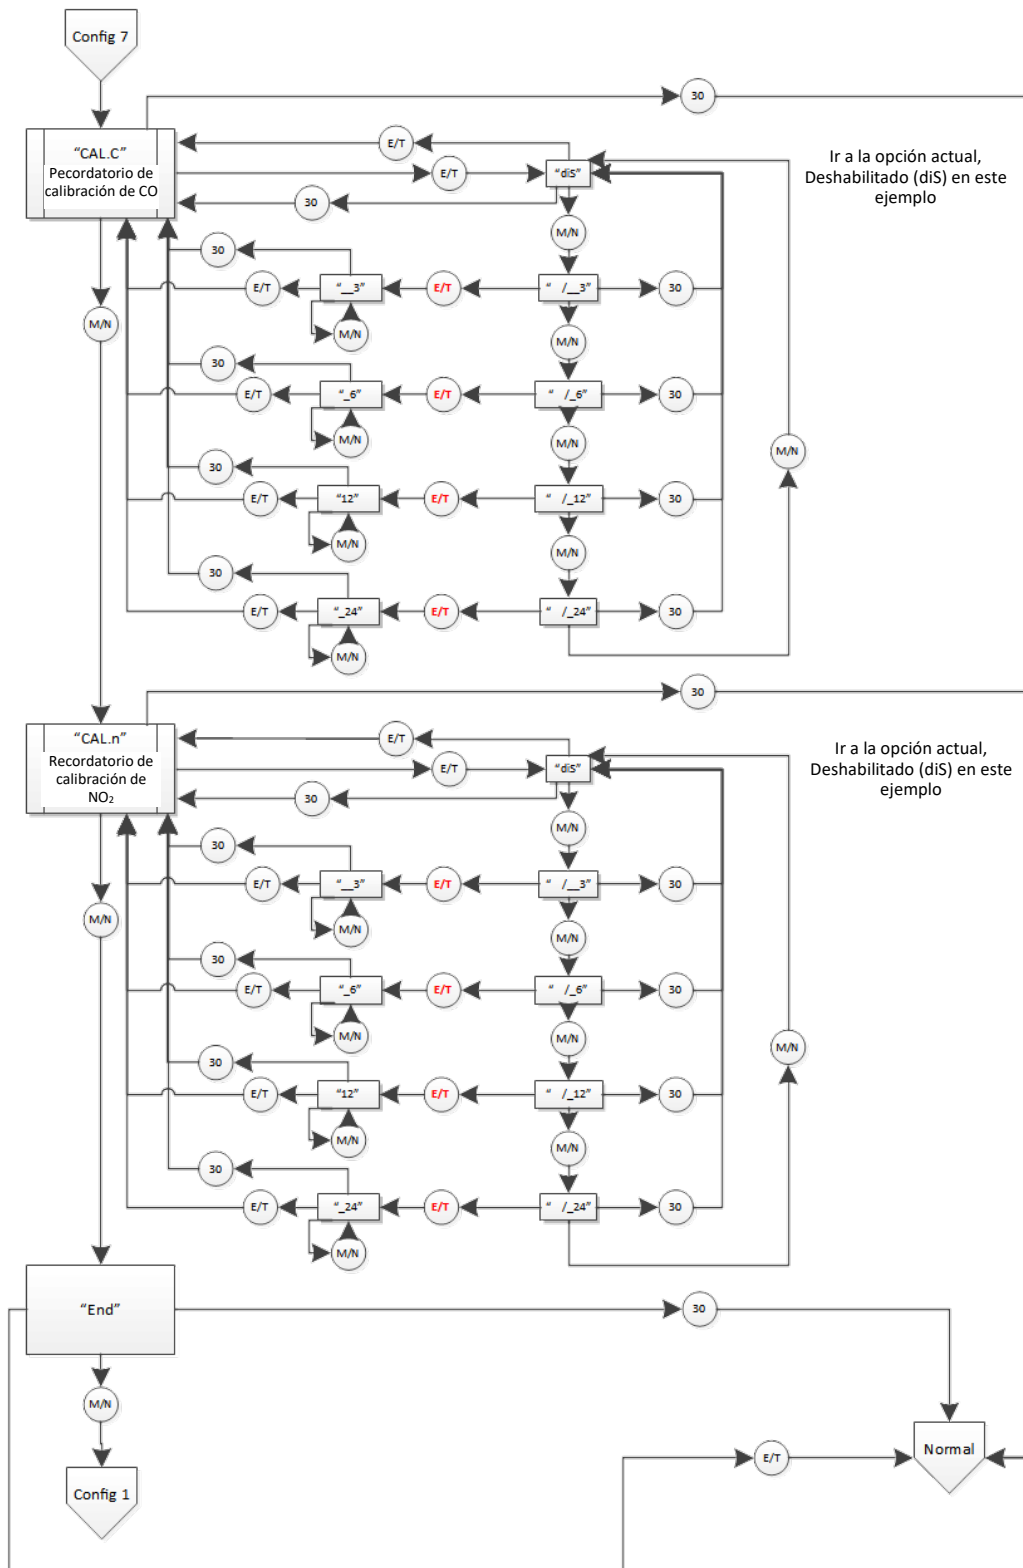 Config 7
30
“CAL.C”
Pecordatorio de
calibración de CO
E/T
E/T
“diS”
30
Ir a la opción actual,
Deshabilitado (diS) en este
ejemplo
M/N
30
E/T
“__3”
E/T
“ /__3”
30
M/N
M/N
M/N
30
E/T
“_6”
E/T
“ /_6”
30
M/N
M/N
M/N
30
E/T
“12”
E/T
“ /_12”
30
M/N
M/N
30
E/T
“_24”
E/T
“ /_24”
30
M/N
30
“CAL.n”
Recordatorio de
calibración de
NO₂
E/T
E/T
“diS”
30
Ir a la opción actual,
Deshabilitado (diS) en este
ejemplo
M/N
30
E/T
“__3”
E/T
“ /__3”
30
M/N
M/N
M/N
30
E/T
“_6”
E/T
“ /_6”
30
M/N
M/N
M/N
30
E/T
“12”
E/T
“ /_12”
30
M/N
M/N
30
E/T
“_24”
E/T
“ /_24”
30
M/N
“End”
30
M/N
Config 1
E/T
Normal